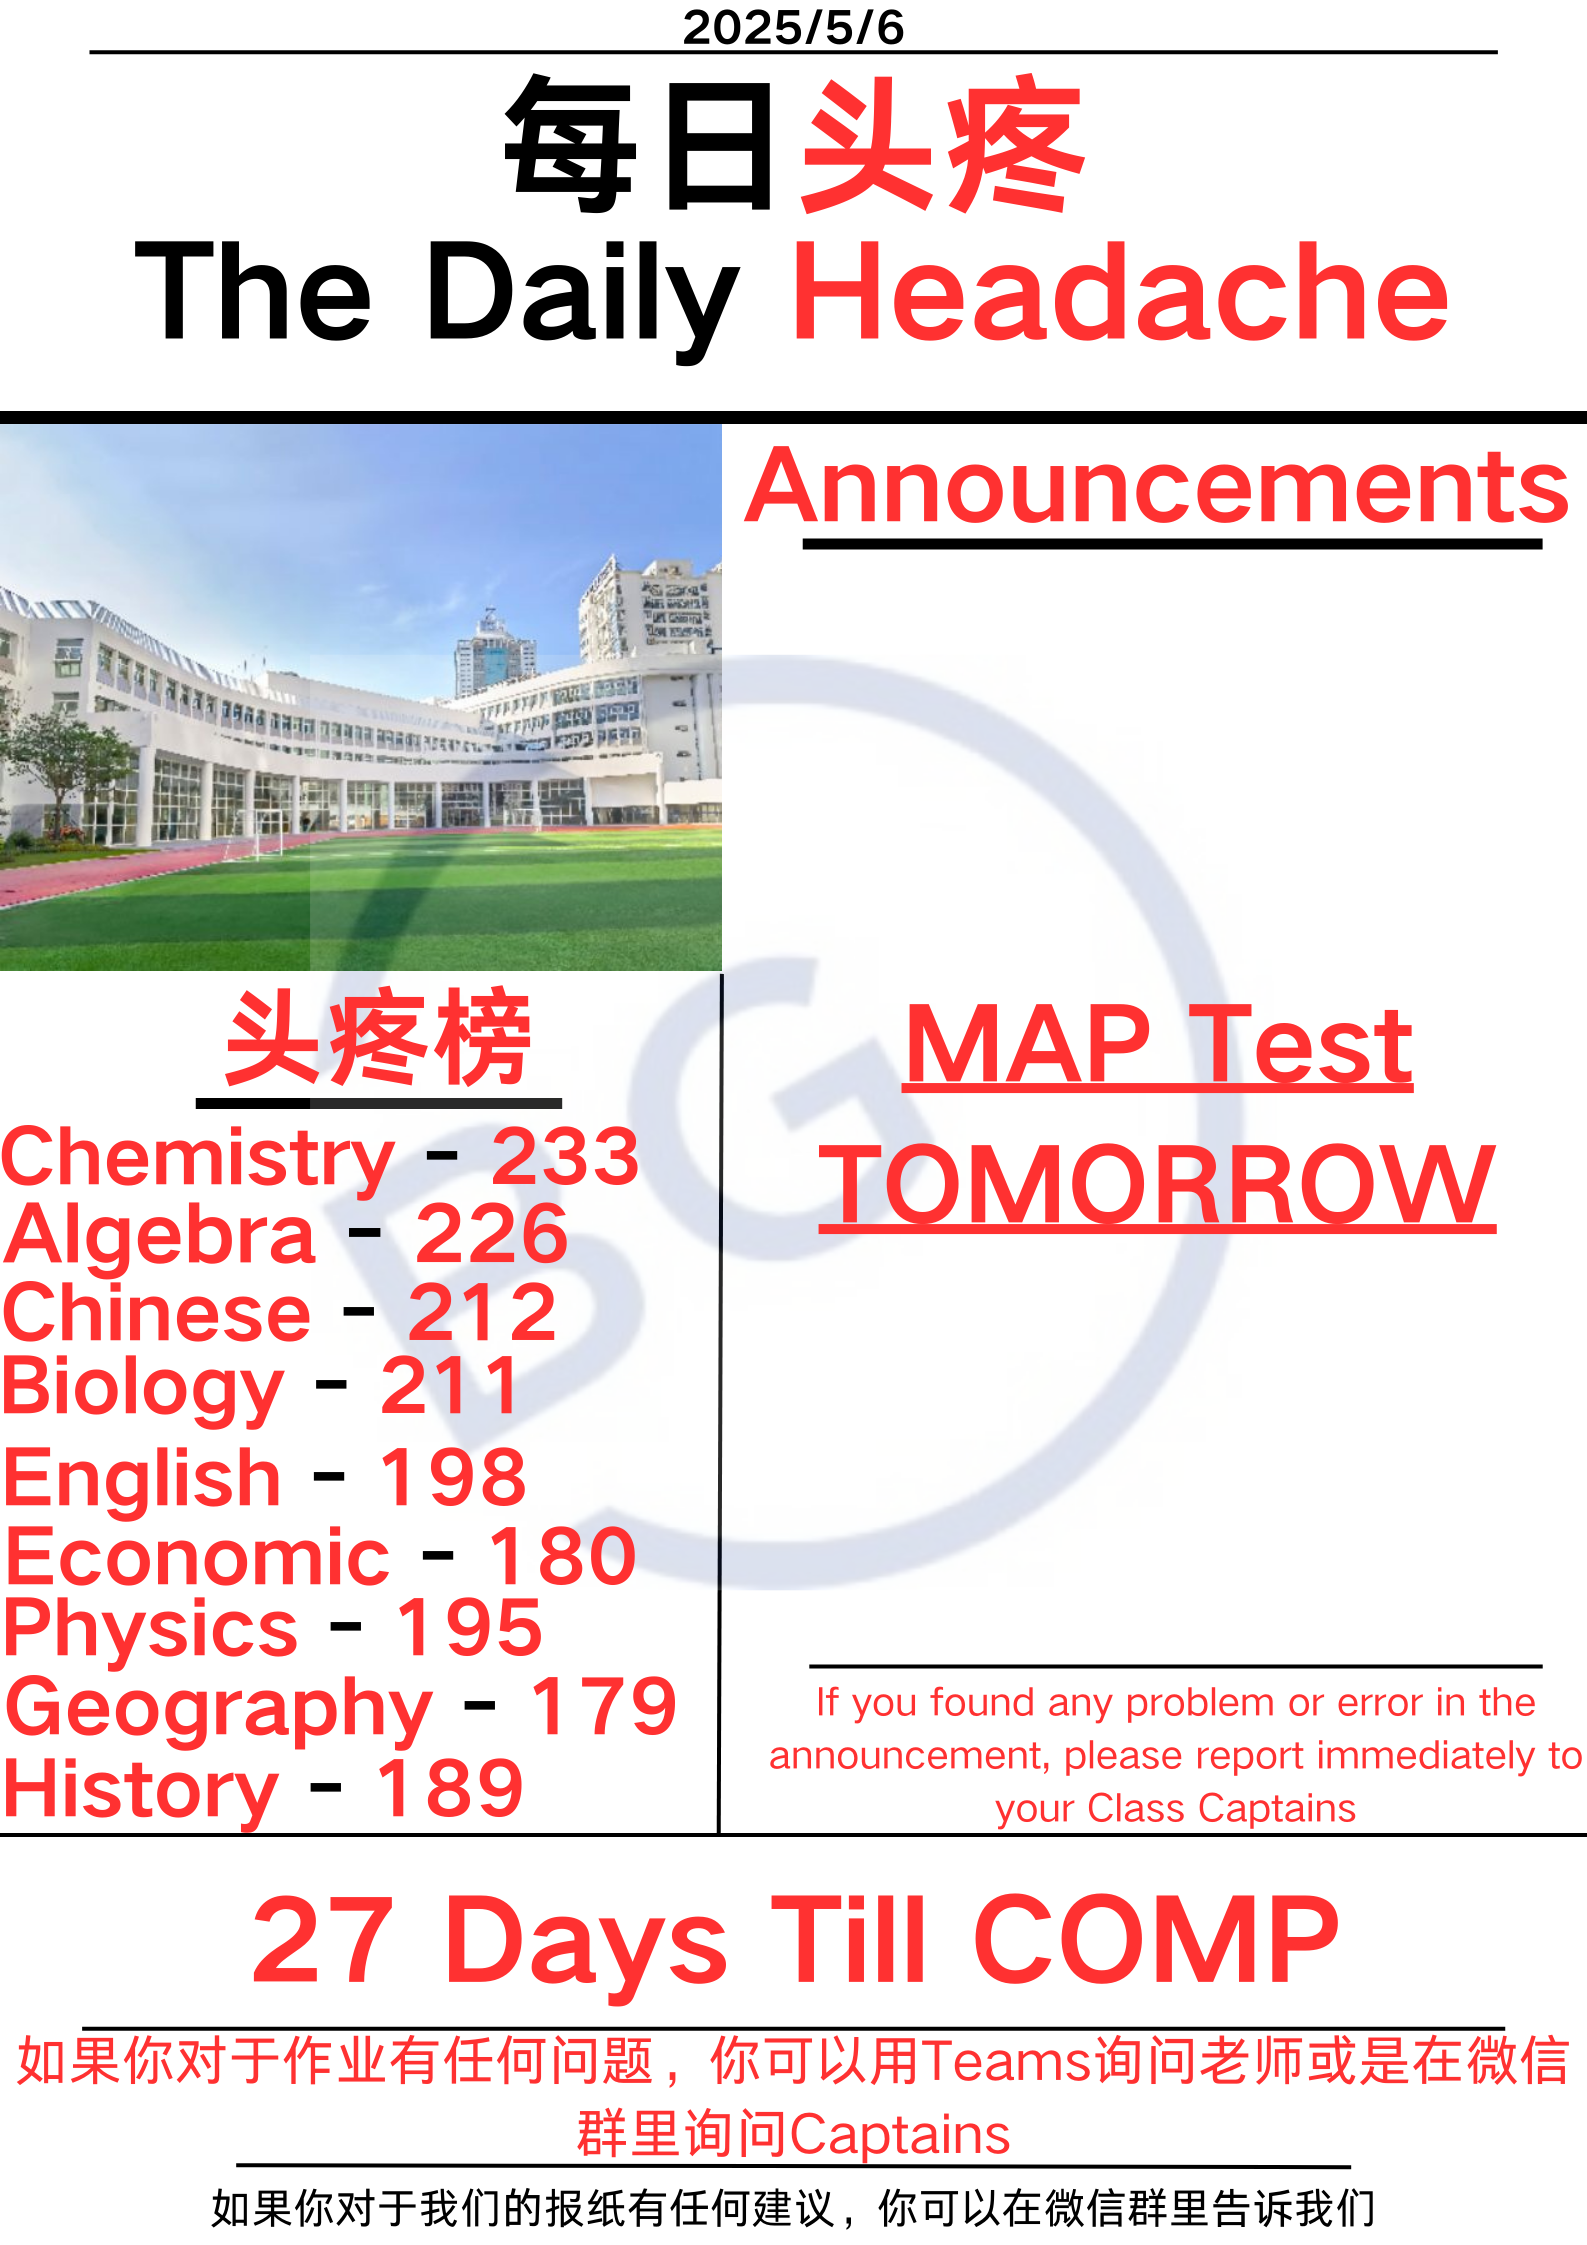 2025/5/6
每日头疼
The Daily Headache
Announcements
头疼榜
Chemistry - 233
Algebra - 226
Chinese - 212
Biology - 211
English - 198
Economic - 180
Physics - 195
Geography - 179
History - 189
BG
MAP Test
TOMORROW
If you found any problem or error in the
announcement, please report immediately to
your Class Captains
27 Days Till COMP
如果你对于作业有任何问题，你可以用Teams询问老师或是在微信
群里询问Captains
如果你对于我们的报纸有任何建议，你可以在微信群里告诉我们